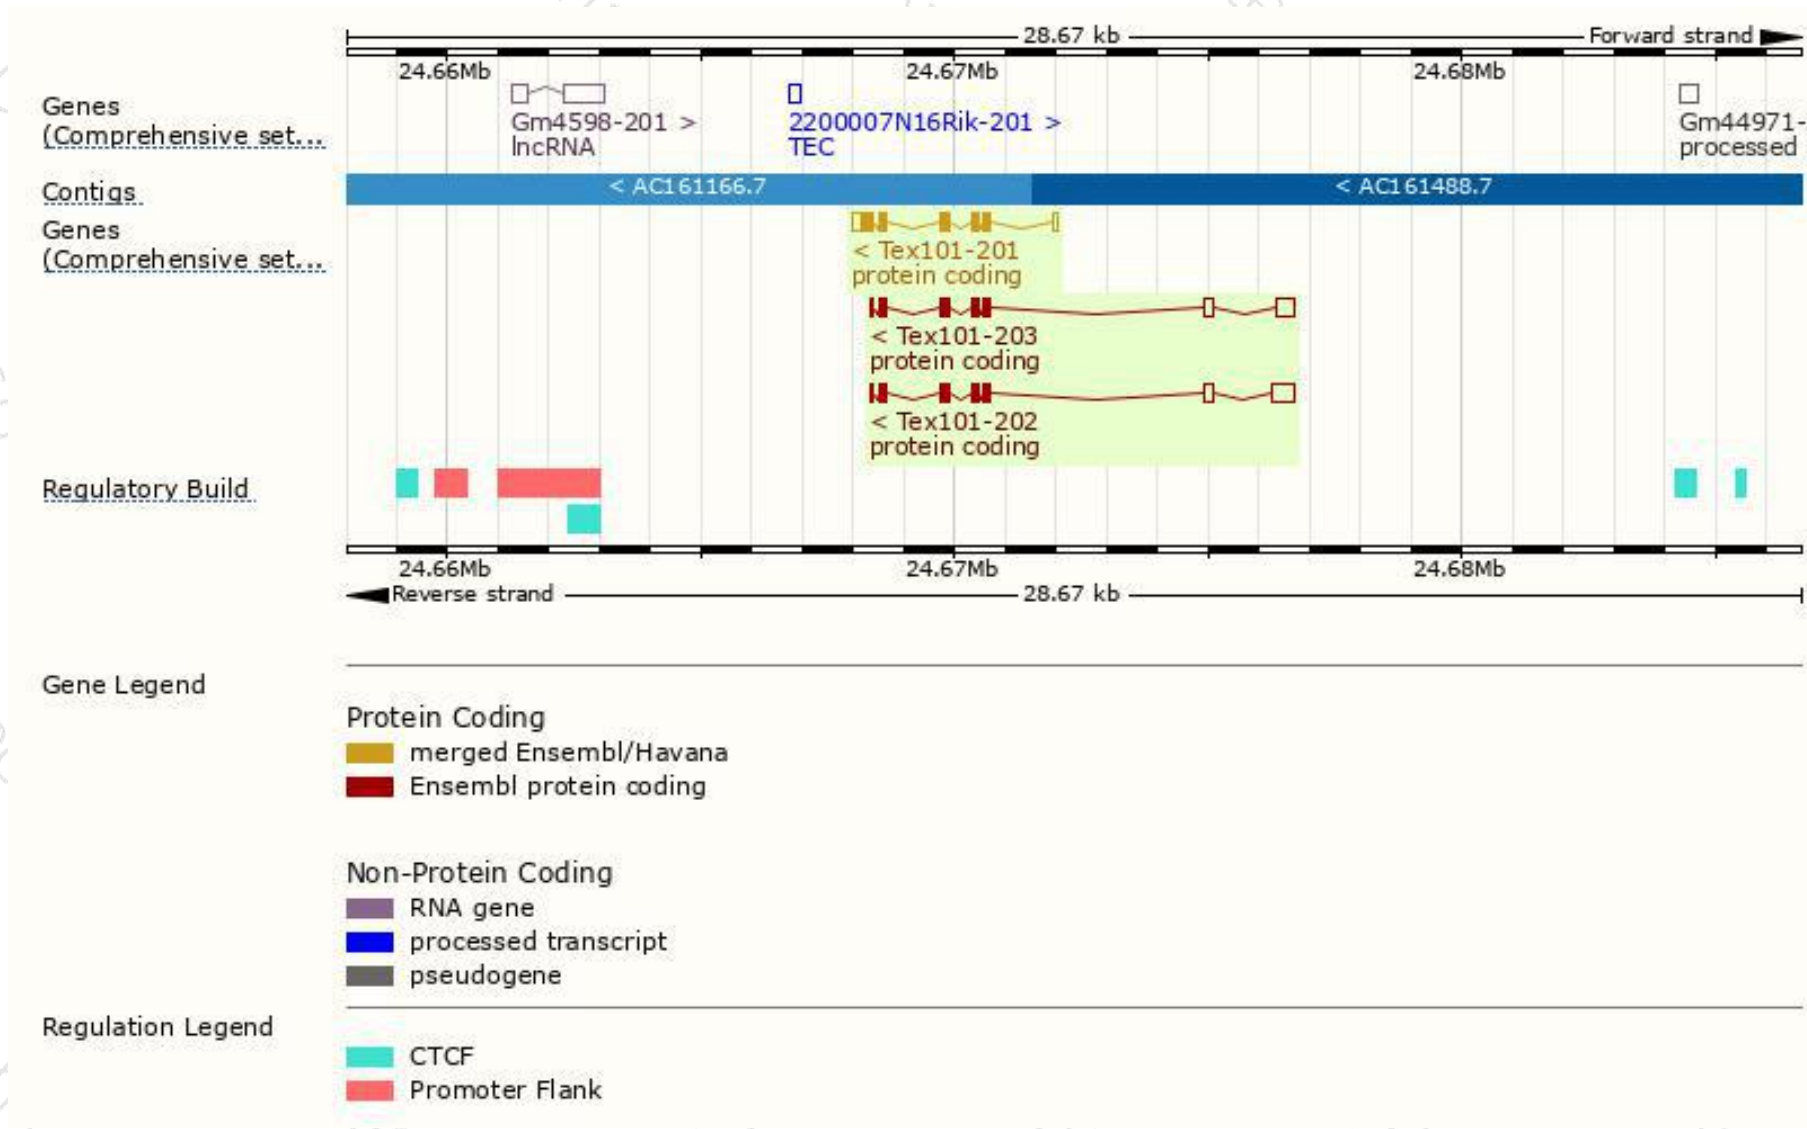 28.67 kb
Forward strand
24.66Mb 24.67Mb 24.68Mb
Genes
(Comprehensive set...
Gm4598-201 >
lncRNA
2200007N16Rik-201 >
TEC
Gm44971-
processed
Contigs
< AC161166.7
< AC161488.7
Genes
(Comprehensive set...
< Tex101-201
protein coding
< Tex101-203
protein coding
< Tex101-202
protein coding
Regulatory Build
24.66Mb 24.67Mb 24.68Mb
Reverse strand
28.67 kb
Gene Legend
Protein Coding
merged Ensembl/Havana
Ensembl protein coding
Non-Protein Coding
RNA gene
processed transcript
pseudogene
Regulation Legend
CTCF
Promoter Flank